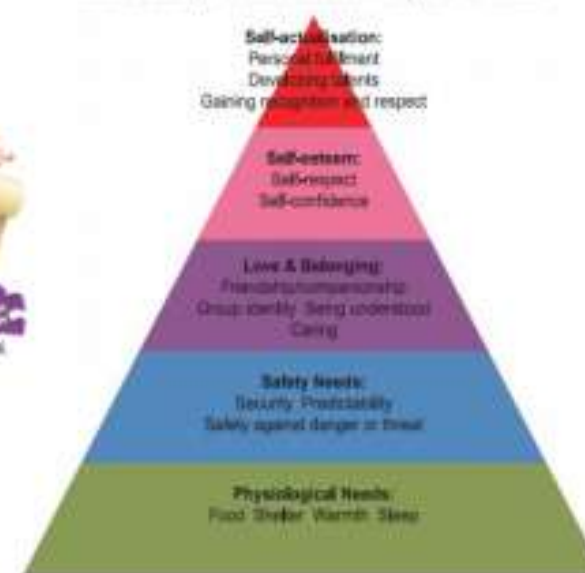 Self-actualisation:
Personal fulfilment
Developing talents
Gaining recognition and respect
Self-esteem:
Self-respect
Self-confidence
Love & Belonging:
Friendship/companionship
Group identity Being understood
Caring
Safety Needs:
Security Predictability
Safety against danger or threat
Physiological Needs:
Food Shelter Warmth Sleep